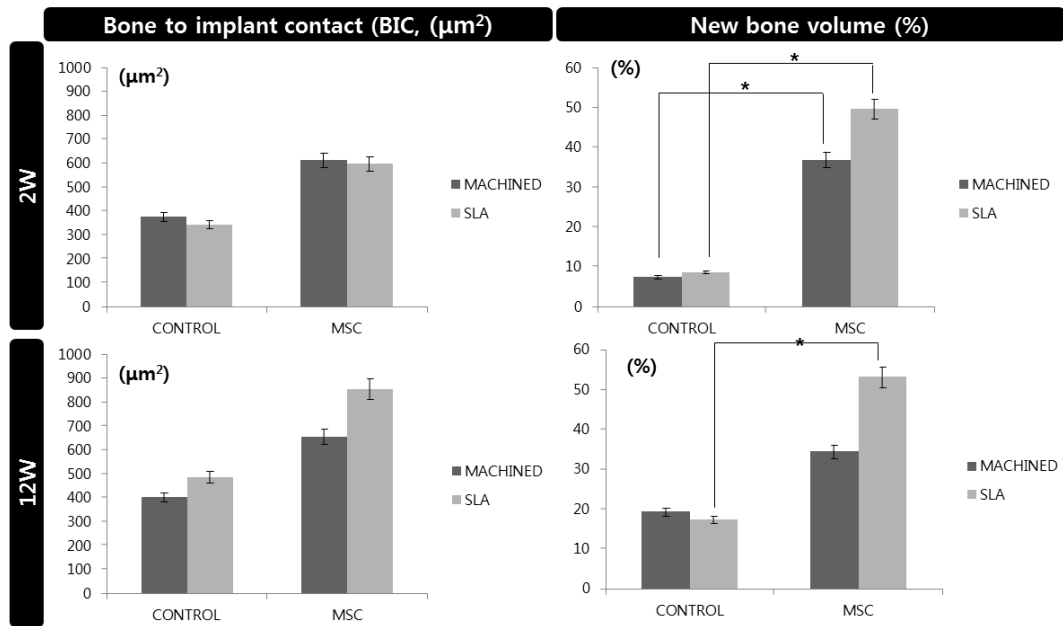 Bone to implant contact (BIC, (μm²)
New bone volume (%)
2W
(μm²)
1000
900
800
700
600
500
400
300
200
100
0
CONTROL
MSC
MACHINED
SLA
(%)
60
50
40
30
20
10
0
*
*
CONTROL
MSC
MACHINED
SLA
12W
(μm²)
1000
900
800
700
600
500
400
300
200
100
0
CONTROL
MSC
MACHINED
SLA
(%)
60
50
40
30
20
10
0
*
CONTROL
MSC
MACHINED
SLA